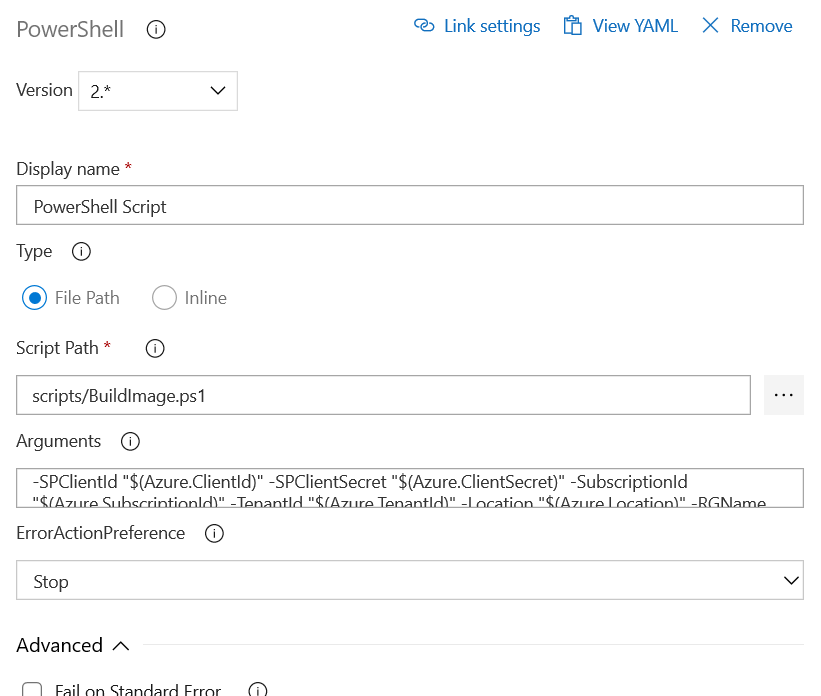 PowerShell
Link settings
View YAML
Remove
Version
2.*
Display name *
PowerShell Script
Type
File Path
Inline
Script Path *
scripts/BuildImage.ps1
...
Arguments
-SPClientId "$(Azure.ClientId)" -SPClientSecret "$(Azure.ClientSecret)" -SubscriptionId
"$(Azure.SubscriptionId)" -TenantId "$(Azure.TenantId)" -Location "$(Azure.Location)" -RGName
ErrorActionPreference
Stop
Advanced
Fail on Standard Error